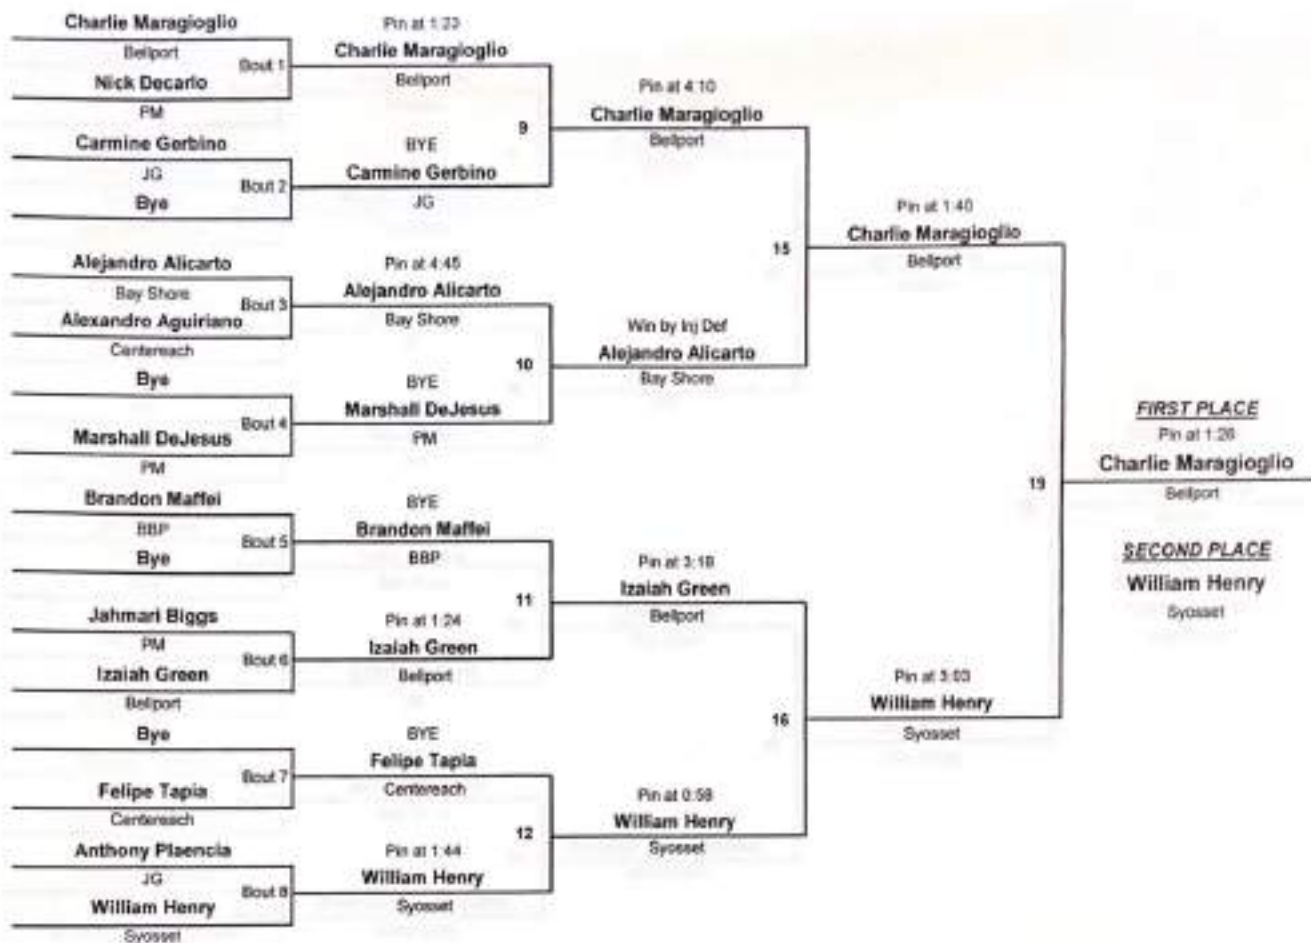 Charlie Maragioglio
Bellport
Bout 1
Nick Decarlo
PM
Carmine Gerbino
JG
Bout 2
Bye
Alejandro Alicarto
Bay Shore
Bout 3
Alexandro Aguiriano
Centereach
Bye
Bout 4
Marshall DeJesus
PM
Brandon Maffei
BBP
Bout 5
Bye
Jahmari Biggs
PM
Bout 6
Izaiah Green
Bellport
Bye
Bout 7
Felipe Tapia
Centereach
Anthony Plaencia
JG
Bout 8
William Henry
Syosset
Pin at 1:23
Charlie Maragioglio
Bellport
9
BYE
Carmine Gerbino
JG
Pin at 4:45
Alejandro Alicarto
Bay Shore
10
BYE
Marshall DeJesus
PM
BYE
Brandon Maffei
BBP
11
Pin at 1:24
Izaiah Green
Bellport
BYE
Felipe Tapia
Centereach
12
Pin at 1:44
William Henry
Syosset
Pin at 4:10
Charlie Maragioglio
Bellport
15
Win by Inj Def
Alejandro Alicarto
Bay Shore
Pin at 3:18
Izaiah Green
Bellport
16
Pin at 0:58
William Henry
Syosset
Pin at 1:40
Charlie Maragioglio
Bellport
19
Pin at 3:03
William Henry
Syosset
FIRST PLACE
Pin at 1:26
Charlie Maragioglio
Bellport
SECOND PLACE
William Henry
Syosset